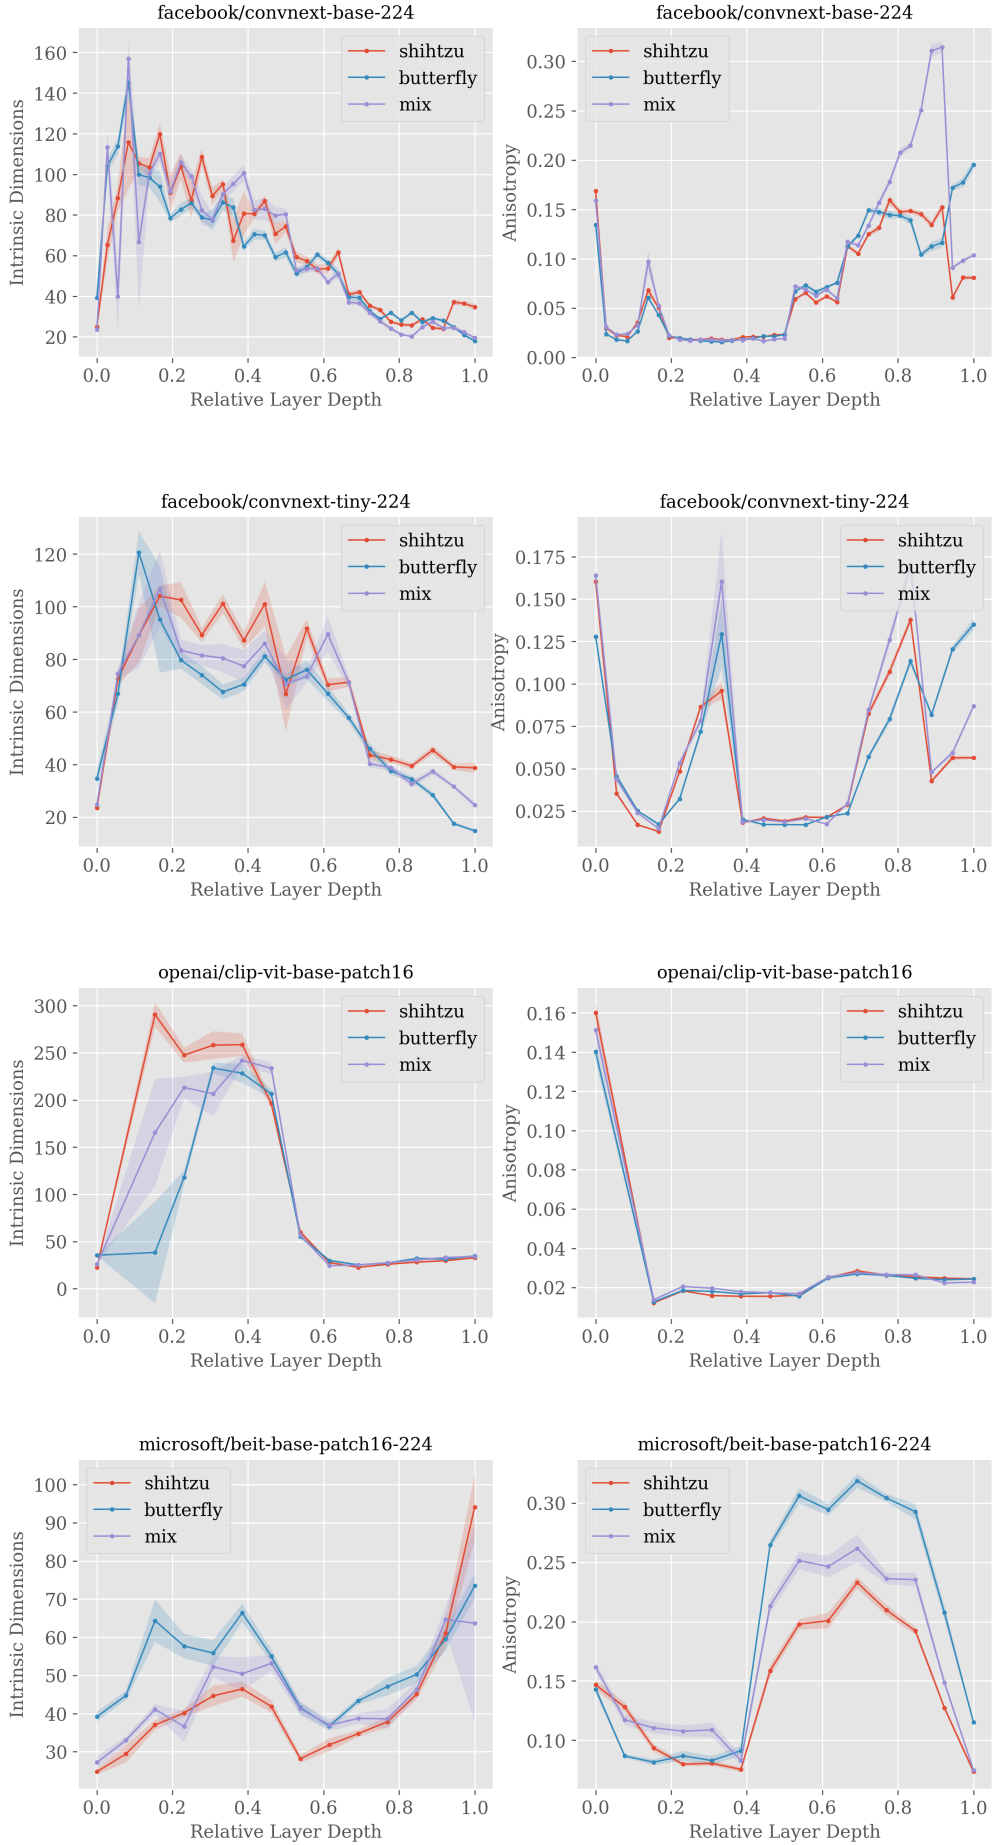 facebook/convnext-base-224
160
140
120
100
80
60
40
20
Intrinsic Dimensions
shihtzu
butterfly
mix
0.0 0.2 0.4 0.6 0.8 1.0
Relative Layer Depth
facebook/convnext-base-224
0.30
0.25
0.20
0.15
0.10
0.05
0.00
Anisotropy
shihtzu
butterfly
mix
0.0 0.2 0.4 0.6 0.8 1.0
Relative Layer Depth
facebook/convnext-tiny-224
120
100
80
60
40
20
Intrinsic Dimensions
shihtzu
butterfly
mix
0.0 0.2 0.4 0.6 0.8 1.0
Relative Layer Depth
facebook/convnext-tiny-224
0.175
0.150
0.125
0.100
0.075
0.050
0.025
Anisotropy
shihtzu
butterfly
mix
0.0 0.2 0.4 0.6 0.8 1.0
Relative Layer Depth
openai/clip-vit-base-patch16
300
250
200
150
100
50
0
Intrinsic Dimensions
shihtzu
butterfly
mix
0.0 0.2 0.4 0.6 0.8 1.0
Relative Layer Depth
openai/clip-vit-base-patch16
0.16
0.14
0.12
0.10
0.08
0.06
0.04
0.02
Anisotropy
shihtzu
butterfly
mix
0.0 0.2 0.4 0.6 0.8 1.0
Relative Layer Depth
microsoft/beit-base-patch16-224
100
90
80
70
60
50
40
30
Intrinsic Dimensions
shihtzu
butterfly
mix
0.0 0.2 0.4 0.6 0.8 1.0
Relative Layer Depth
microsoft/beit-base-patch16-224
0.30
0.25
0.20
0.15
0.10
Anisotropy
shihtzu
butterfly
mix
0.0 0.2 0.4 0.6 0.8 1.0
Relative Layer Depth